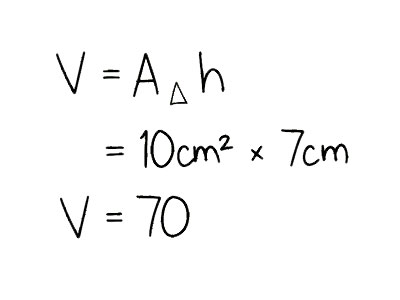 V = A△h
= 10cm² × 7cm
V = 70